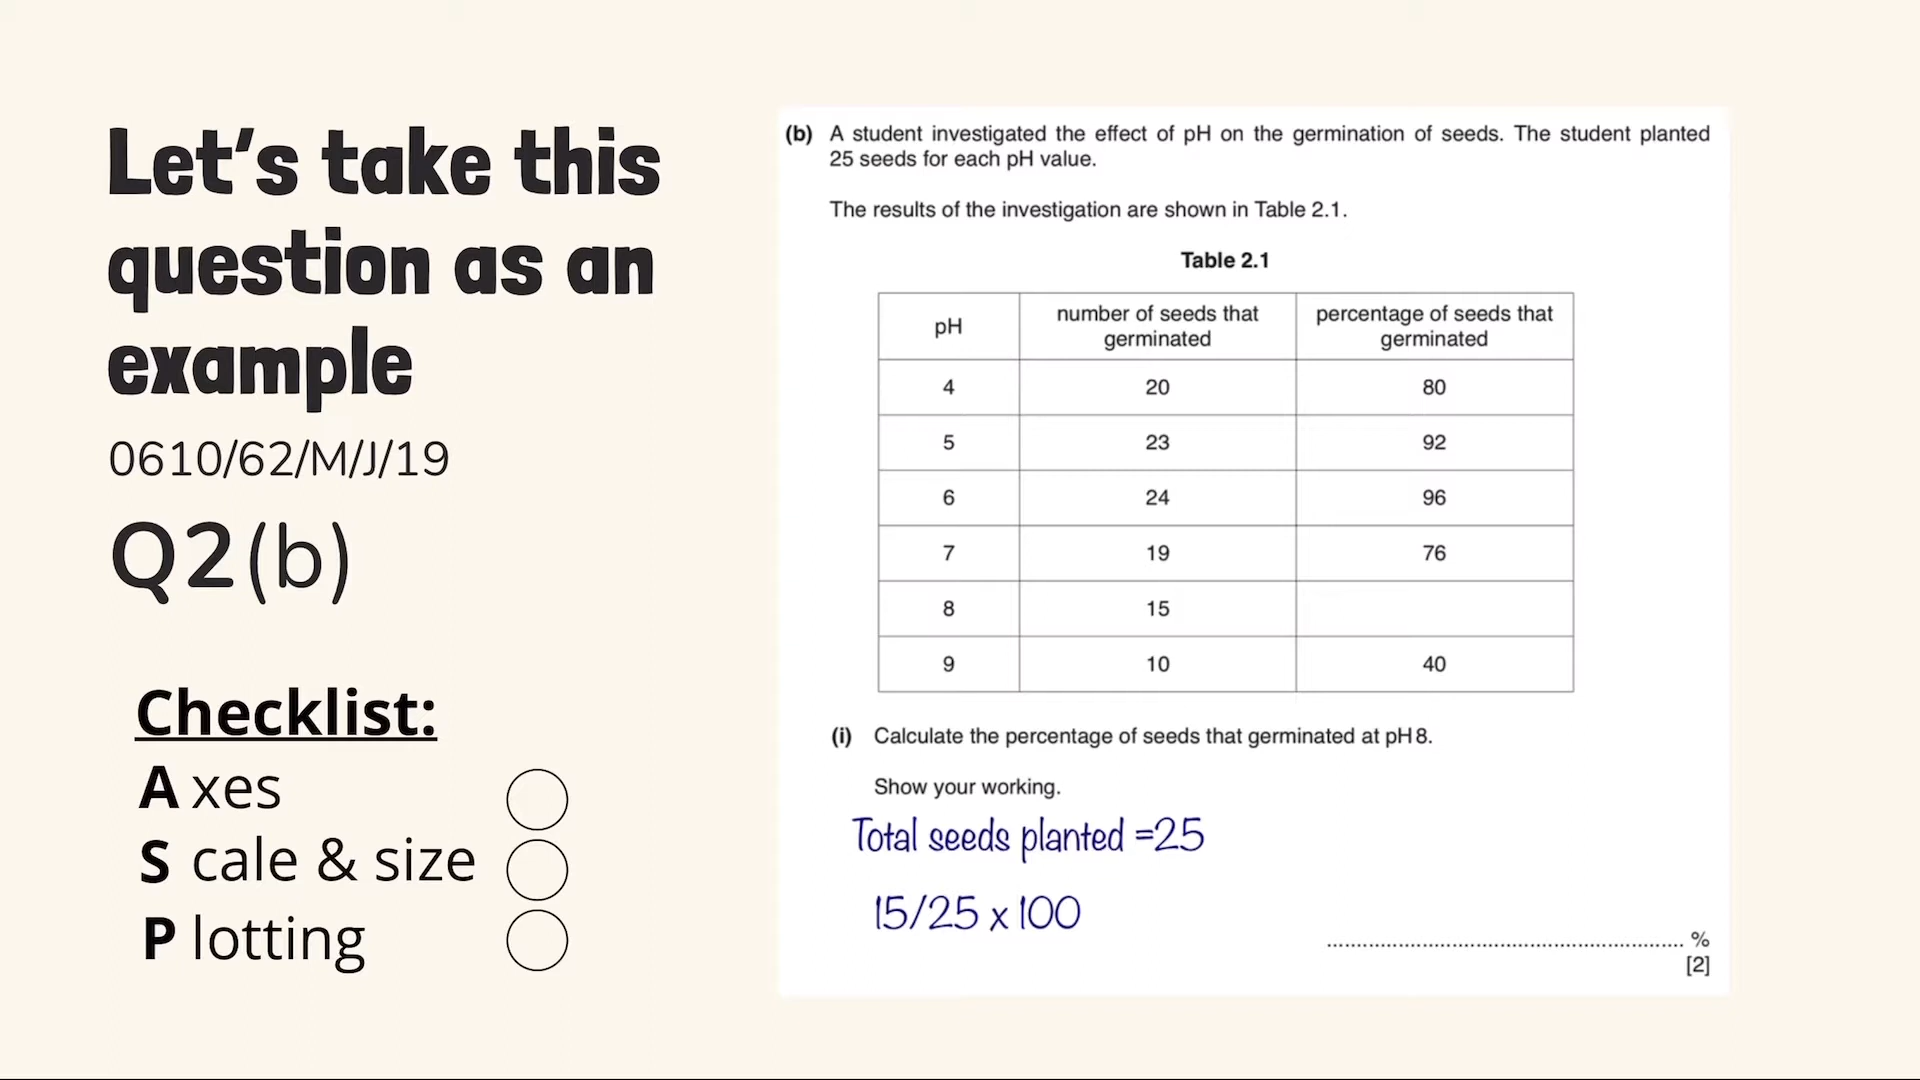 Let's take this
question as an
example
0610/62/M/J/19
Q2(b)
Checklist:
A xes
S cale & size
P lotting
(b) A student investigated the effect of pH on the germination of seeds. The student planted
25 seeds for each pH value.
The results of the investigation are shown in Table 2.1.
Table 2.1
pH number of seeds that germinated percentage of seeds that germinated
4 20 80
5 23 92
6 24 96
7 19 76
8 15
9 10 40
(i) Calculate the percentage of seeds that germinated at pH 8.
Show your working.
Total seeds planted =25
15/25 x 100
........................................................... %
[2]